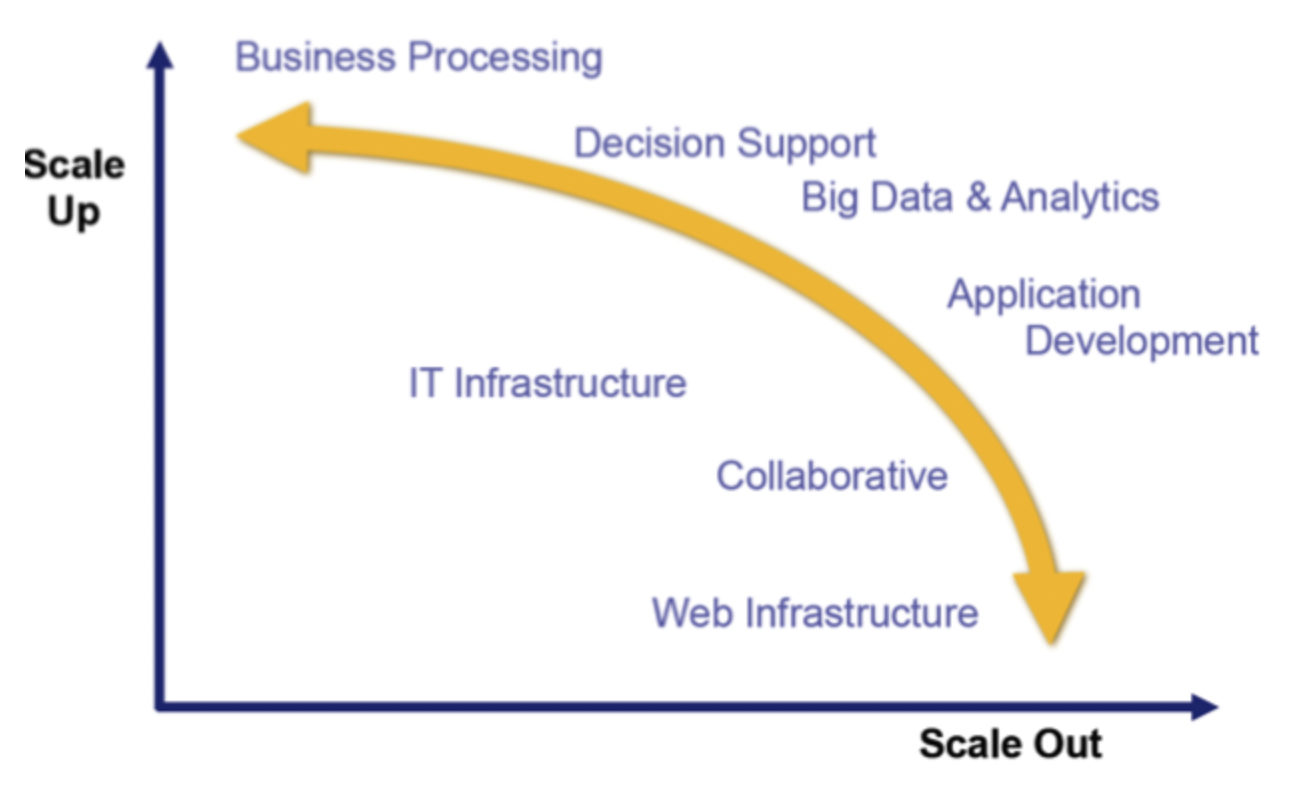 Business Processing
Scale
Up
Decision Support
Big Data & Analytics
Application
Development
IT Infrastructure
Collaborative
Web Infrastructure
Scale Out